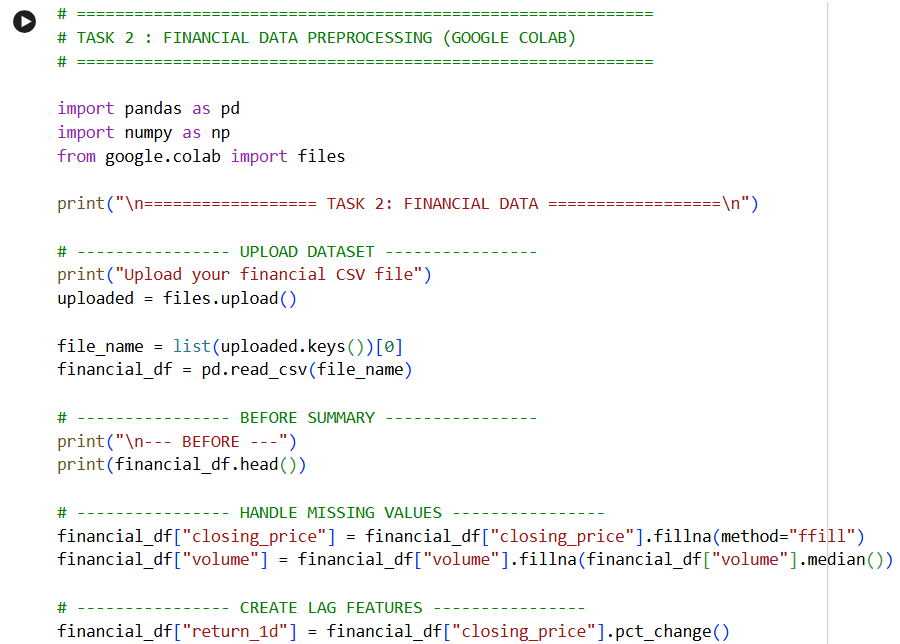 # ============================================================
# TASK 2 : FINANCIAL DATA PREPROCESSING (GOOGLE COLAB)
# ============================================================
import pandas as pd
import numpy as np
from google.colab import files
print("\n================== TASK 2: FINANCIAL DATA ==================\n")
# ---------------- UPLOAD DATASET ----------------
print("Upload your financial CSV file")
uploaded = files.upload()
file_name = list(uploaded.keys())[0]
financial_df = pd.read_csv(file_name)
# ---------------- BEFORE SUMMARY ----------------
print("\n--- BEFORE ---")
print(financial_df.head())
# ---------------- HANDLE MISSING VALUES ----------------
financial_df["closing_price"] = financial_df["closing_price"].fillna(method="ffill")
financial_df["volume"] = financial_df["volume"].fillna(financial_df["volume"].median())
# ---------------- CREATE LAG FEATURES ----------------
financial_df["return_1d"] = financial_df["closing_price"].pct_change()